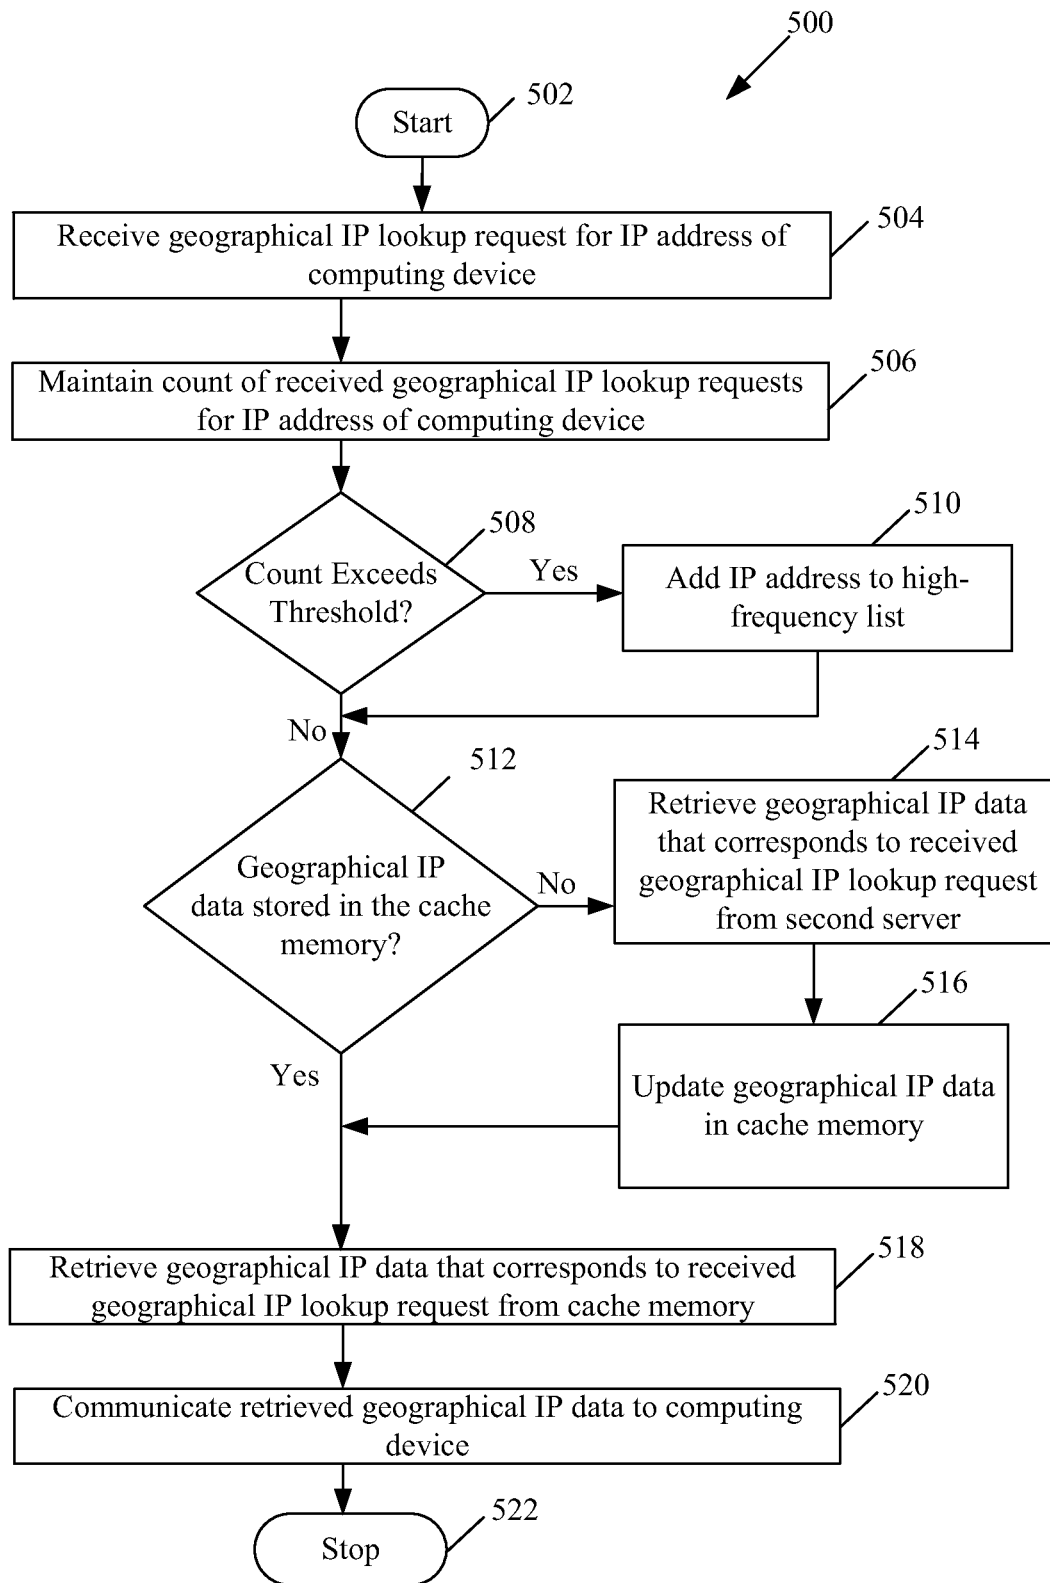 500
Start
502
Receive geographical IP lookup request for IP address of
computing device
504
Maintain count of received geographical IP lookup requests
for IP address of computing device
506
Count Exceeds
Threshold?
508
Yes
Add IP address to high-
frequency list
510
No
Geographical IP
data stored in the cache
memory?
512
No
Retrieve geographical IP data
that corresponds to received
geographical IP lookup request
from second server
514
Update geographical IP data
in cache memory
516
Yes
Retrieve geographical IP data that corresponds to received
geographical IP lookup request from cache memory
518
Communicate retrieved geographical IP data to computing
device
520
Stop
522